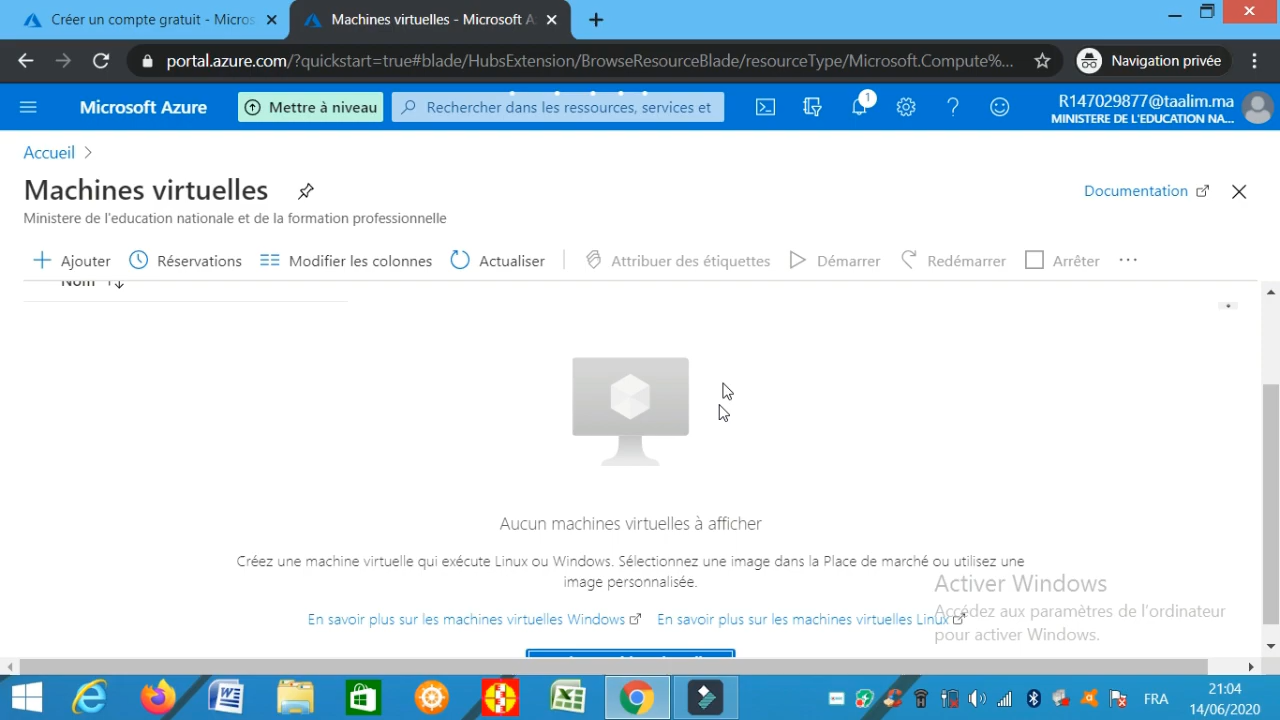 Créer un compte gratuit - Micros
Machines virtuelles - Microsoft A
portal.azure.com/?quickstart=true#blade/HubsExtension/BrowseResourceBlade/resourceType/Microsoft.Compute%...
Navigation privée
Microsoft Azure
Mettre à niveau
Rechercher dans les ressources, services et
1
R147029877@taalim.ma
MINISTERE DE L'EDUCATION NA...
Accueil
Machines virtuelles
Documentation
Ministere de l'education nationale et de la formation professionnelle
Ajouter
Réservations
Modifier les colonnes
Actualiser
Attribuer des étiquettes
Démarrer
Redémarrer
Arrêter
Nom
Aucun machines virtuelles à afficher
Créez une machine virtuelle qui exécute Linux ou Windows. Sélectionnez une image dans la Place de marché ou utilisez une
image personnalisée.
En savoir plus sur les machines virtuelles Windows
En savoir plus sur les machines virtuelles Linux
Activer Windows
Accédez aux paramètres de l'ordinateur
pour activer Windows.
FRA
21:04
14/06/2020